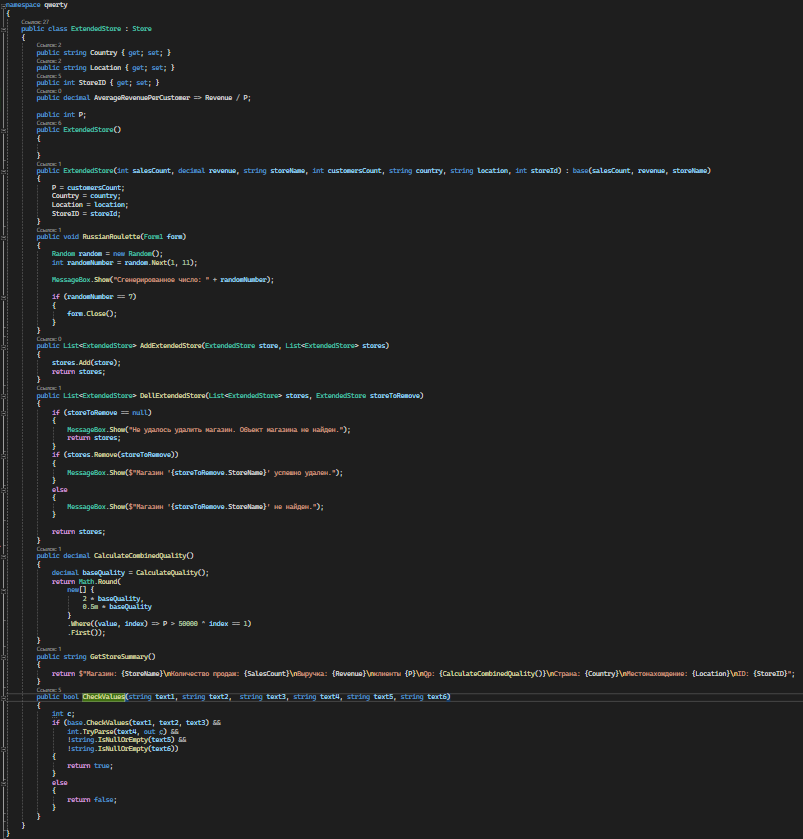 namespace qwerty
{
Ссылок: 27
public class ExtendedStore : Store
{
Ссылок: 2
public string Country { get; set; }
Ссылок: 2
public string Location { get; set; }
Ссылок: 5
public int StoreID { get; set; }
Ссылок: 0
public decimal AverageRevenuePerCustomer => Revenue / P;
public int P;
Ссылок: 6
public ExtendedStore()
{
}
Ссылок: 1
public ExtendedStore(int salesCount, decimal revenue, string storeName, int customersCount, string country, string location, int storeId) : base(salesCount, revenue, storeName)
{
P = customersCount;
Country = country;
Location = location;
StoreID = storeId;
}
Ссылок: 1
public void RussianRoulette(Form1 form)
{
Random random = new Random();
int randomNumber = random.Next(1, 11);
MessageBox.Show("Сгенерированное число: " + randomNumber);
if (randomNumber == 7)
{
form.Close();
}
}
Ссылок: 0
public List<ExtendedStore> AddExtendedStore(ExtendedStore store, List<ExtendedStore> stores)
{
stores.Add(store);
return stores;
}
Ссылок: 1
public List<ExtendedStore> DellExtendedStore(List<ExtendedStore> stores, ExtendedStore storeToRemove)
{
if (storeToRemove == null)
{
MessageBox.Show("Не удалось удалить магазин. Объект магазина не найден.");
return stores;
}
if (stores.Remove(storeToRemove))
{
MessageBox.Show($"Магазин '{storeToRemove.StoreName}' успешно удален.");
}
else
{
MessageBox.Show($"Магазин '{storeToRemove.StoreName}' не найден.");
}
return stores;
}
Ссылок: 1
public decimal CalculateCombinedQuality()
{
decimal baseQuality = CalculateQuality();
return Math.Round(
new[] {
2 * baseQuality,
0.5m * baseQuality
}
.Where((value, index) => P > 50000 ^ index == 1)
.First());
}
Ссылок: 1
public string GetStoreSummary()
{
return $"Магазин: {StoreName}\nКоличество продаж: {SalesCount}\nВыручка: {Revenue}\nклиенты {P}\nQp: {CalculateCombinedQuality()}\nСтрана: {Country}\nМестонахождение: {Location}\nID: {StoreID}";
}
Ссылок: 5
public bool CheckValues(string text1, string text2, string text3, string text4, string text5, string text6)
{
int c;
if (base.CheckValues(text1, text2, text3) &&
int.TryParse(text4, out c) &&
!string.IsNullOrEmpty(text5) &&
!string.IsNullOrEmpty(text6))
{
return true;
}
else
{
return false;
}
}
}
}